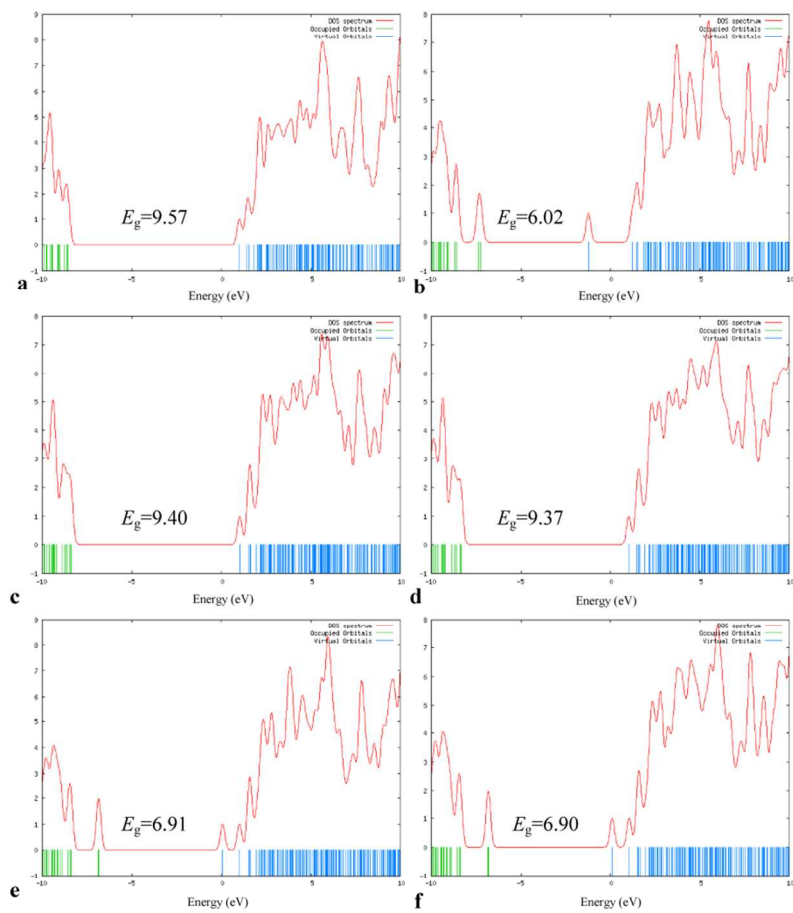 9
8
7
6
5
4
3
2
1
0
-1
DOS spectrum
Occupied Orbitals
Virtual Orbitals
Eg=9.57
-10 -5 0 5 10
a
Energy (eV)
8
7
6
5
4
3
2
1
0
-1
DOS spectrum
Occupied Orbitals
Virtual Orbitals
Eg=6.02
-10 -5 0 5 10
b
Energy (eV)
8
7
6
5
4
3
2
1
0
-1
DOS spectrum
Occupied Orbitals
Virtual Orbitals
Eg=9.40
-10 -5 0 5 10
c
Energy (eV)
8
7
6
5
4
3
2
1
0
-1
DOS spectrum
Occupied Orbitals
Virtual Orbitals
Eg=9.37
-10 -5 0 5 10
d
Energy (eV)
9
8
7
6
5
4
3
2
1
0
-1
DOS spectrum
Occupied Orbitals
Virtual Orbitals
Eg=6.91
-10 -5 0 5 10
e
Energy (eV)
8
7
6
5
4
3
2
1
0
-1
DOS spectrum
Occupied Orbitals
Virtual Orbitals
Eg=6.90
-10 -5 0 5 10
f
Energy (eV)